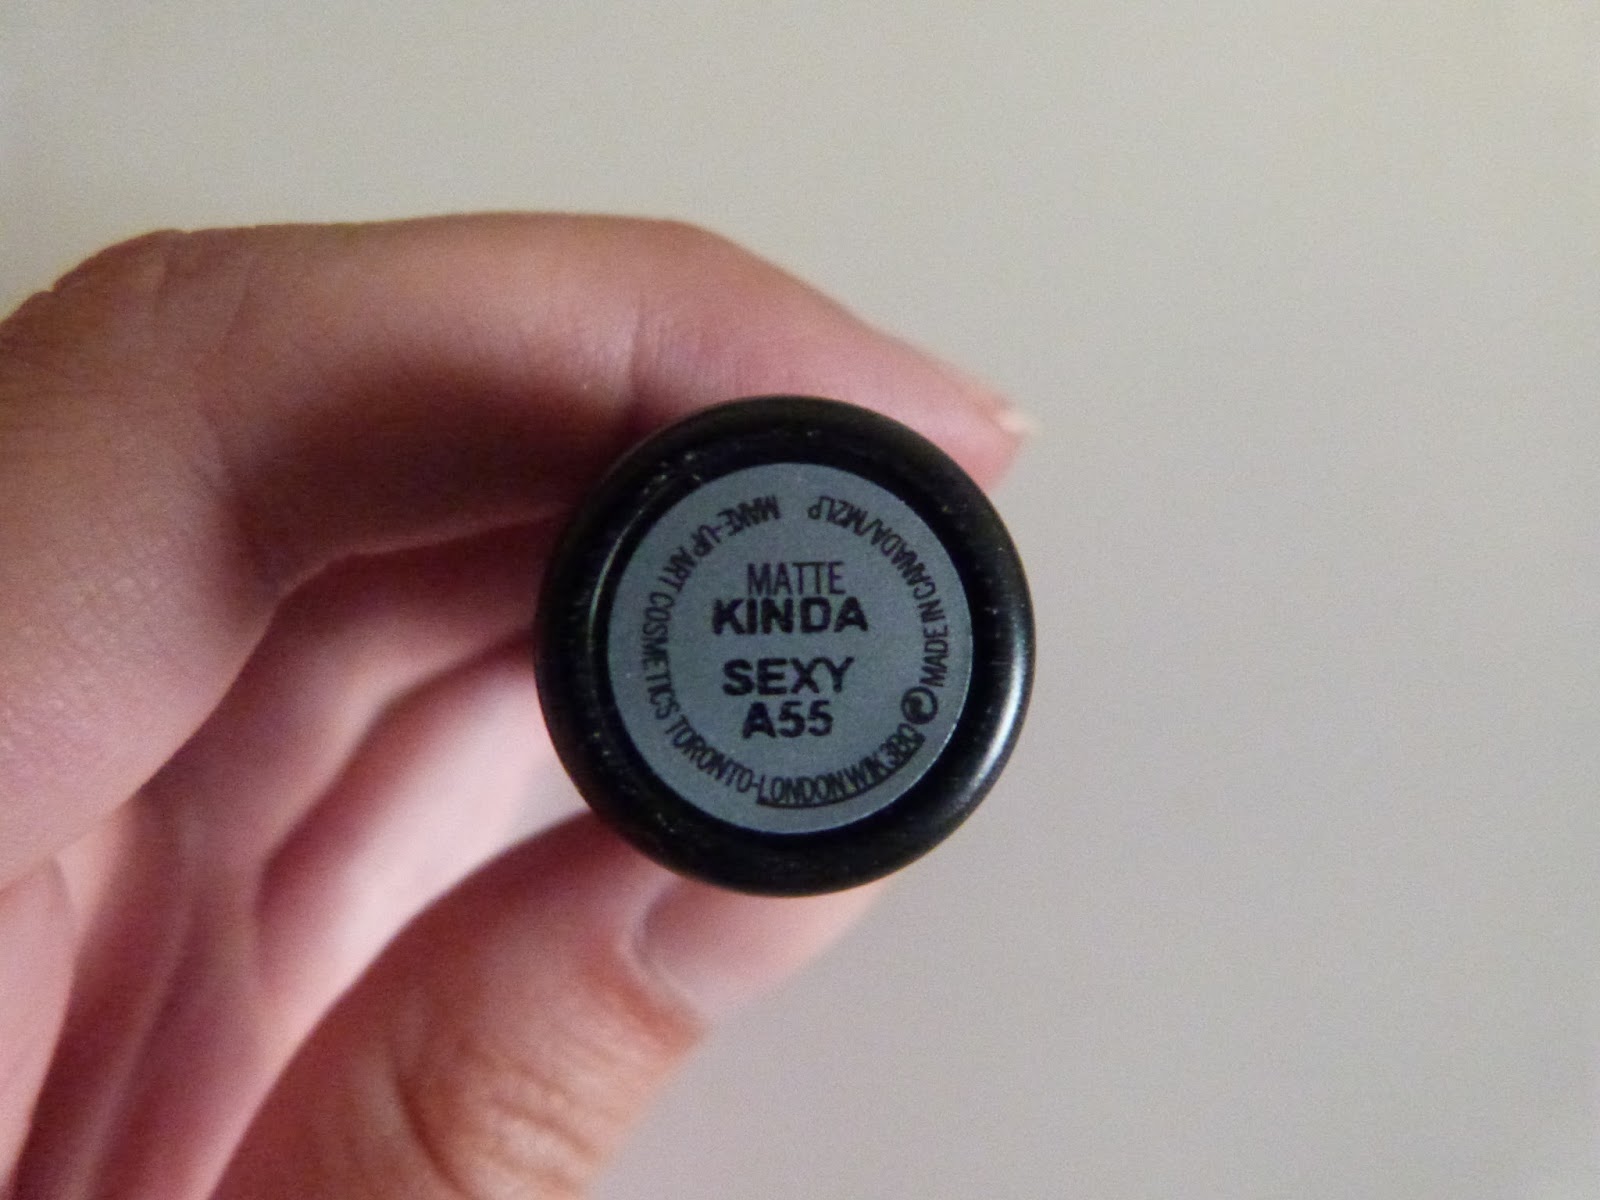 MATTE
KINDA
SEXY
A55
MAKE-UP ART COSMETICS TORONTO-LONDON W1K 3BQ MADE IN CANADA/M2LP